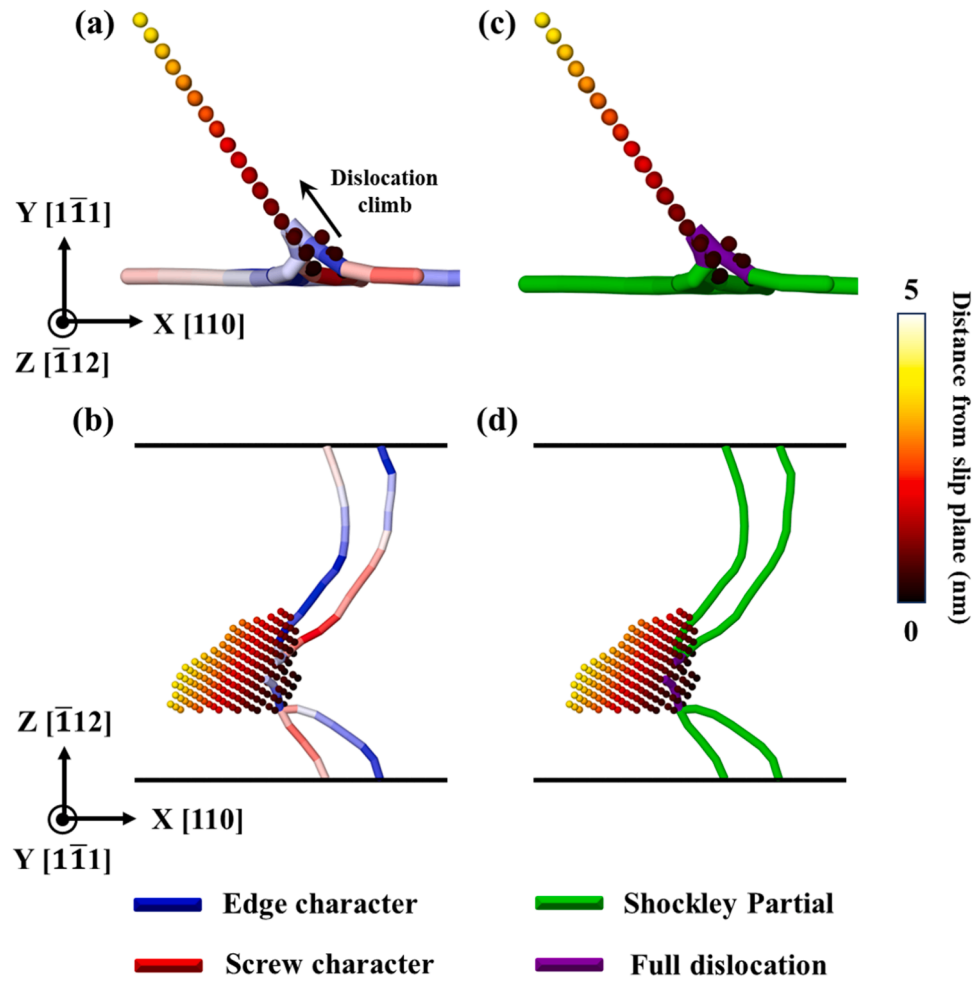 (a)
(c)
Dislocation
climb
Y [11̅1]
X [110]
Z [1̅12]
5
Distance from slip plane (nm)
0
(b)
(d)
Z [1̅12]
X [110]
Y [11̅1]
Edge character
Shockley Partial
Screw character
Full dislocation